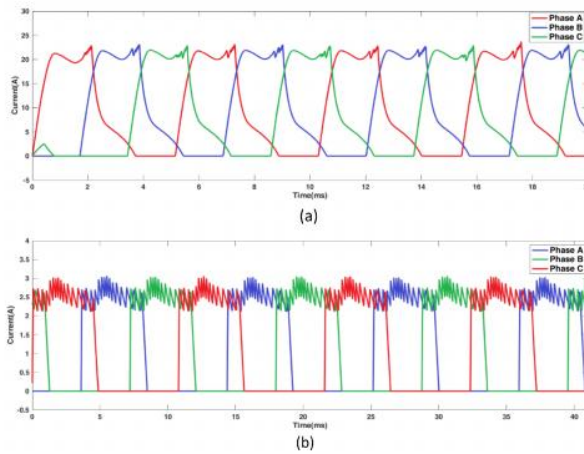 30
25
20
15
10
5
0
Current(A)
Phase A
Phase B
Phase C
0 2 4 6 8 10 12 14 16 18
Time(ms)
(a)
4
3.5
3
2.5
2
1.5
1
0.5
0
-0.5
Current(A)
Phase A
Phase B
Phase C
0 5 10 15 20 25 30 35 40
Time(ms)
(b)